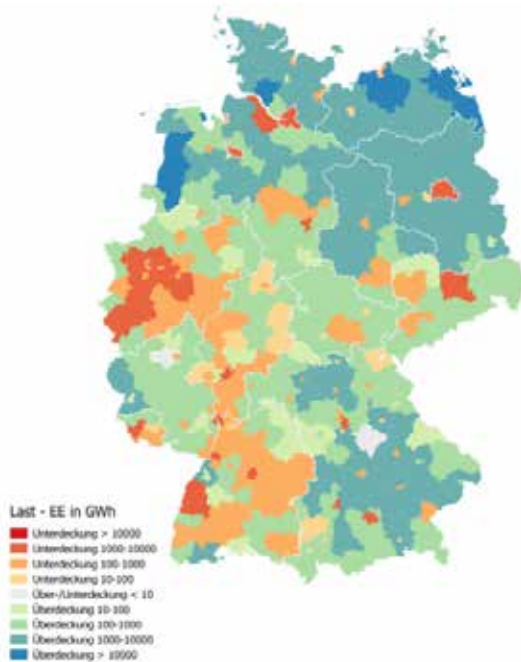 Last - EE in GWh
Unterdeckung > 10000
Unterdeckung 1000-10000
Unterdeckung 100-1000
Unterdeckung 10-100
Über-/Unterdeckung < 10
Überdeckung 10-100
Überdeckung 100-1000
Überdeckung 1000-10000
Überdeckung > 10000